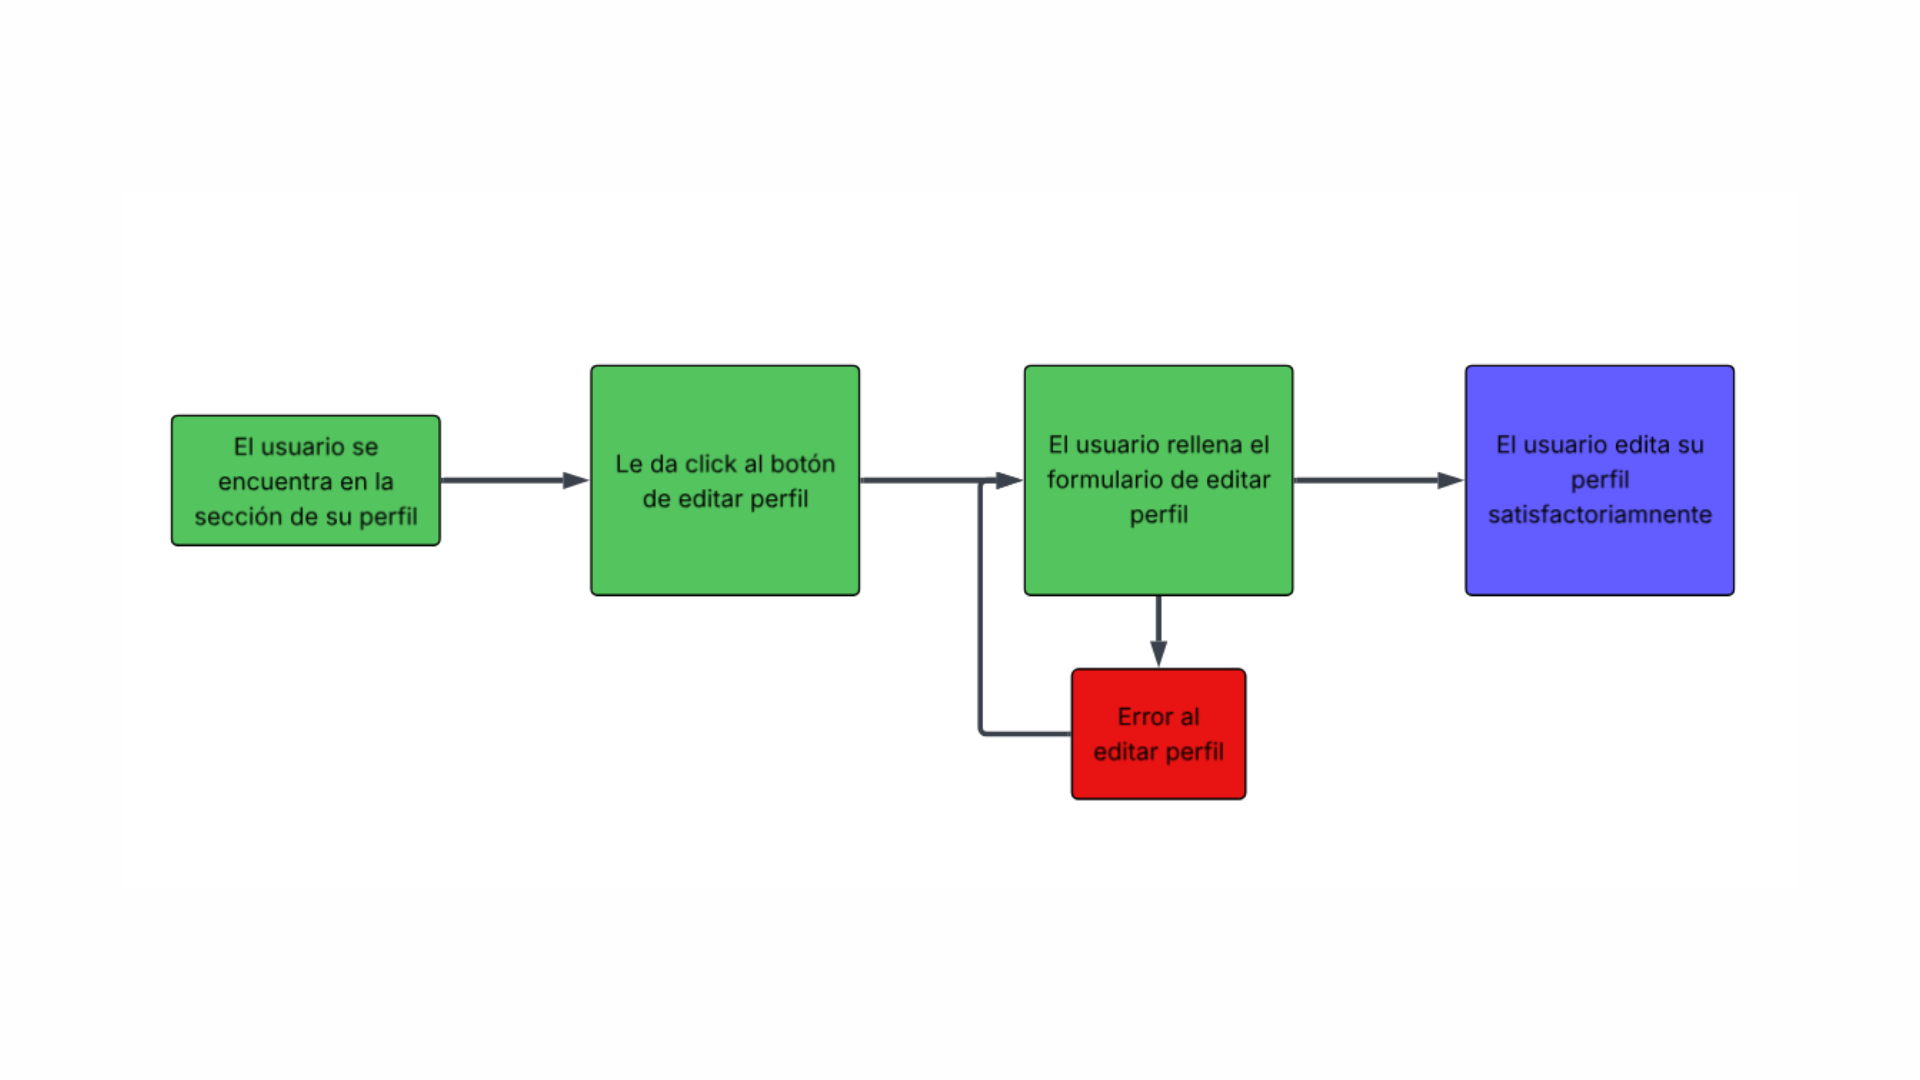 El usuario se
encuentra en la
sección de su perfil
Le da click al botón
de editar perfil
El usuario rellena el
formulario de editar
perfil
El usuario edita su
perfil
satisfactoriamnente
Error al
editar perfil